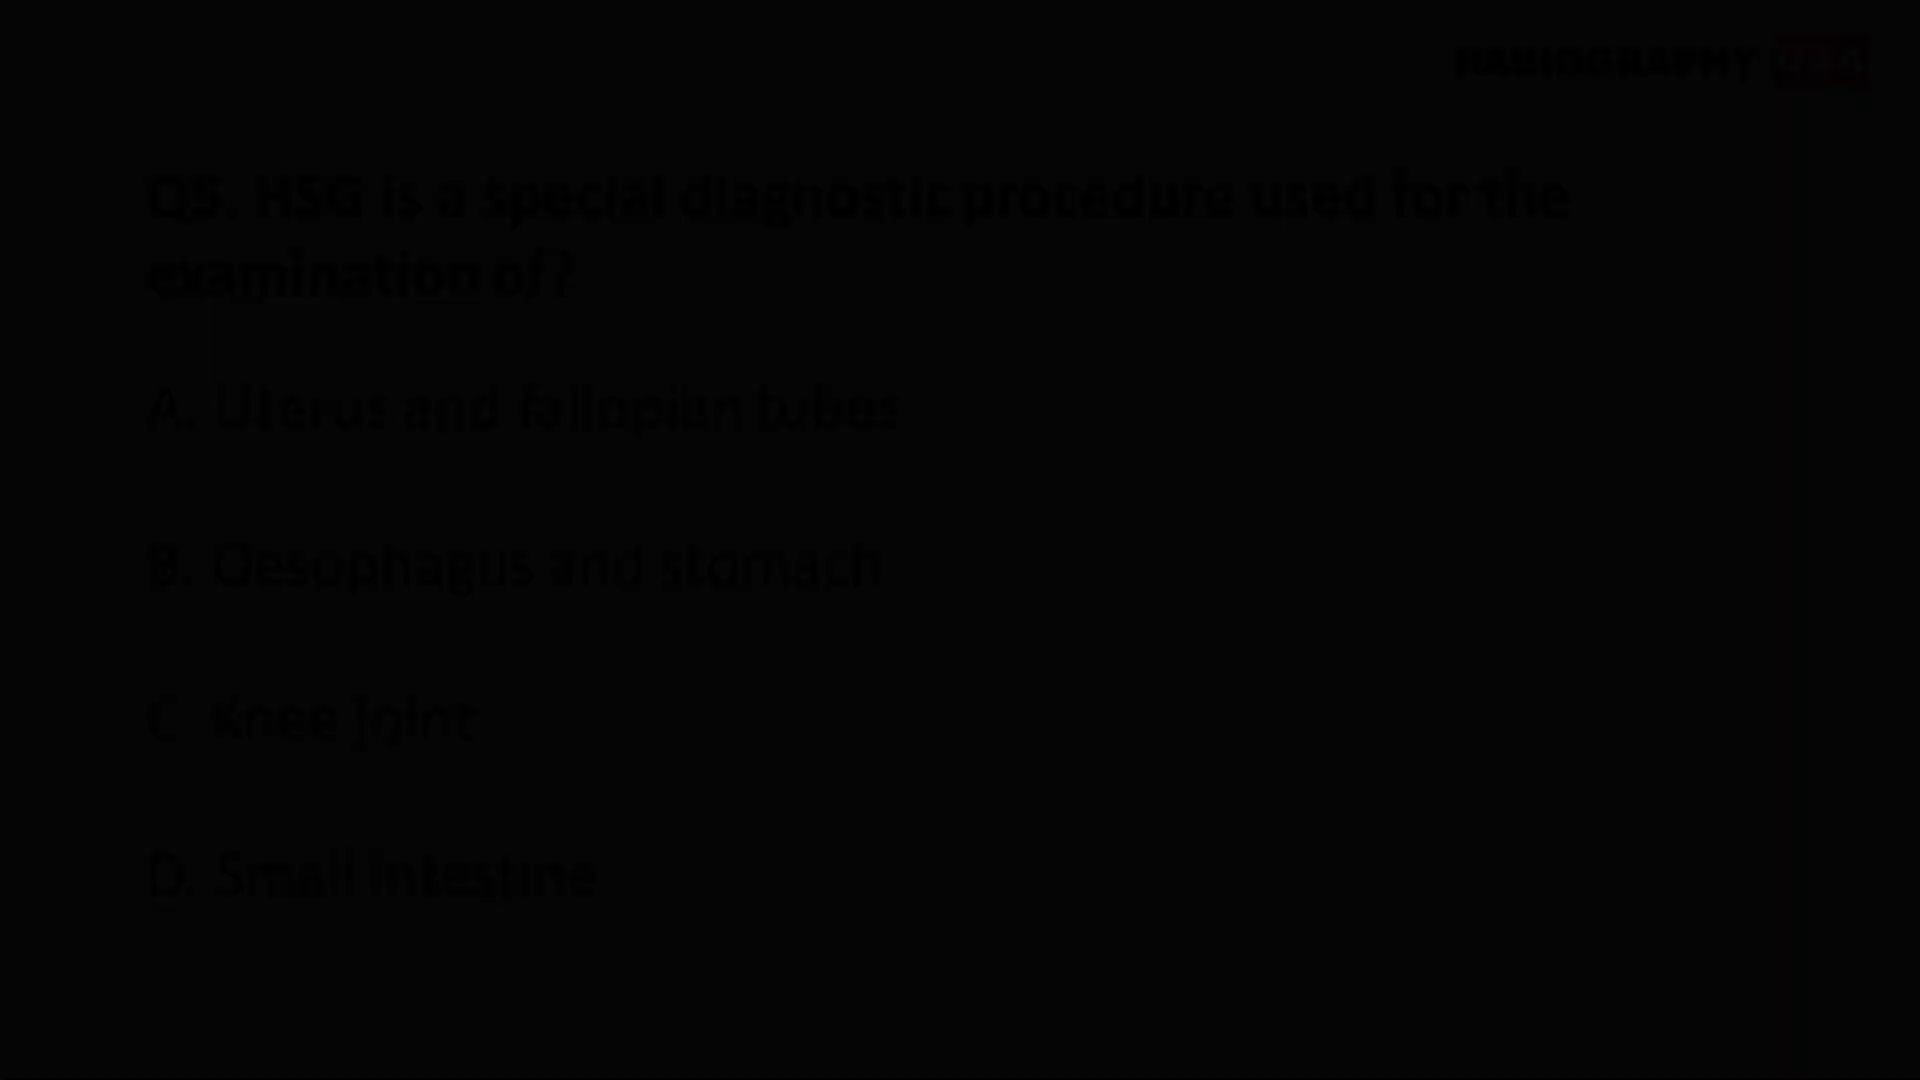 RADIOGRAPHY
Q5. HSG is a special diagnostic procedure used for the
examination of?
A. Uterus and fallopian tubes
B. Oesophagus and stomach
C. Knee joint
D. Small intestine